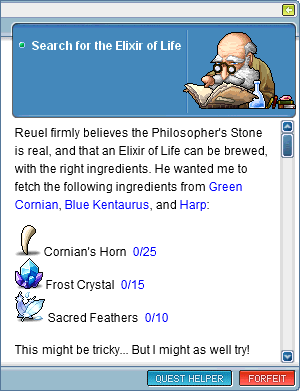 Search for the Elixir of Life
Reuel firmly believes the Philosopher's Stone
is real, and that an Elixir of Life can be brewed,
with the right ingredients. He wanted me to
fetch the following ingredients from Green
Cornian, Blue Kentaurus, and Harp:
Cornian's Horn 0/25
Frost Crystal 0/15
Sacred Feathers 0/10
This might be tricky... But I might as well try!
QUEST HELPER FORFEIT